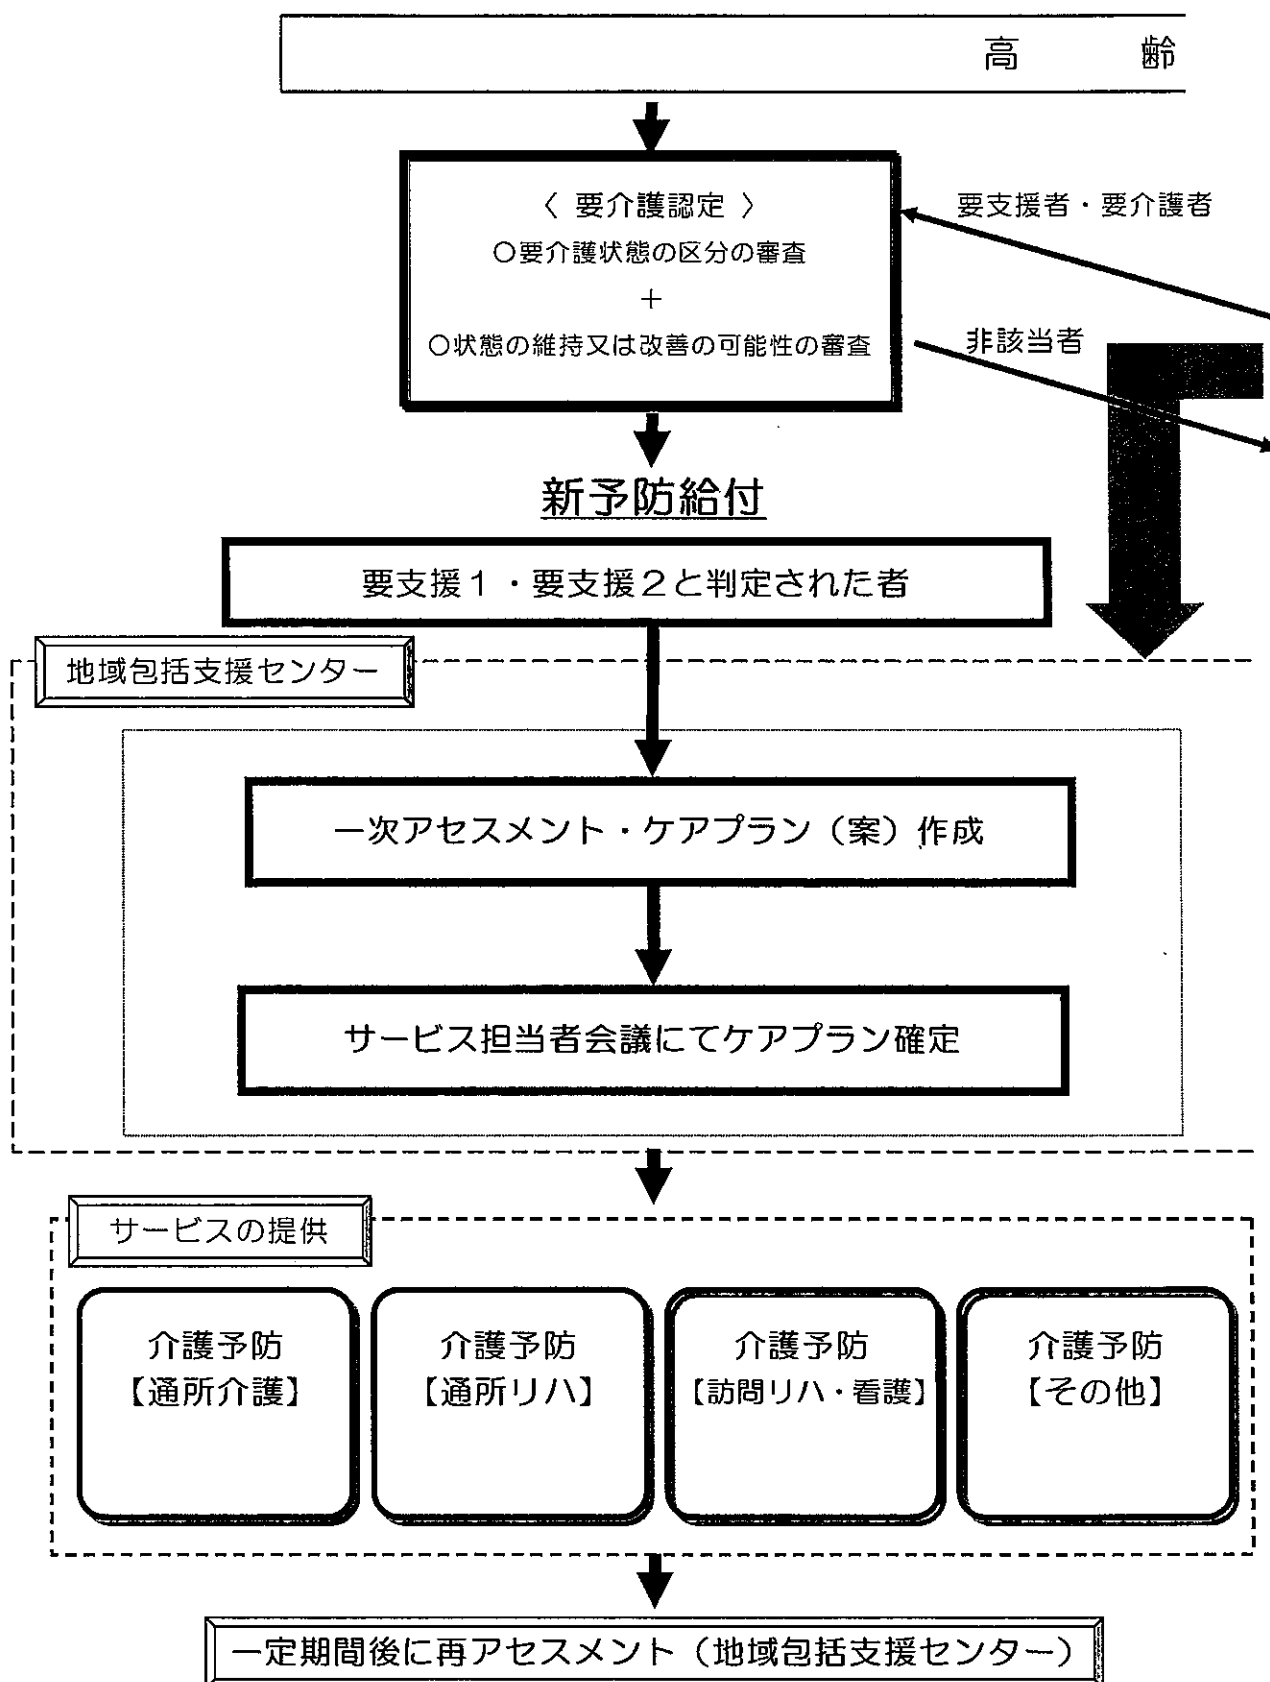 高齢
〈 要介護認定 〉
○要介護状態の区分の審査
＋
○状態の維持又は改善の可能性の審査
要支援者・要介護者
非該当者
新予防給付
要支援１・要支援２と判定された者
地域包括支援センター
一次アセスメント・ケアプラン（案）作成
サービス担当者会議にてケアプラン確定
サービスの提供
介護予防
【通所介護】
介護予防
【通所リハ】
介護予防
【訪問リハ・看護】
介護予防
【その他】
一定期間後に再アセスメント（地域包括支援センター）